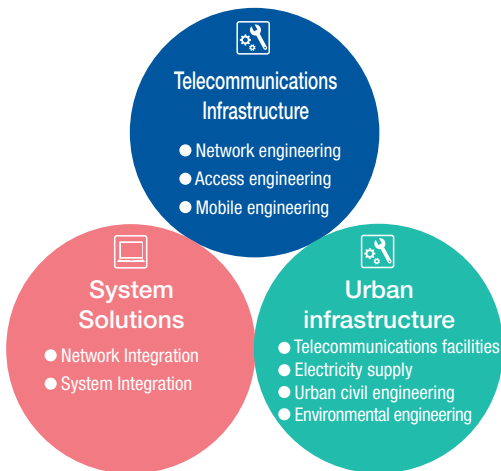 Telecommunications
Infrastructure
● Network engineering
● Access engineering
● Mobile engineering
System
Solutions
● Network Integration
● System Integration
Urban
infrastructure
● Telecommunications facilities
● Electricity supply
● Urban civil engineering
● Environmental engineering